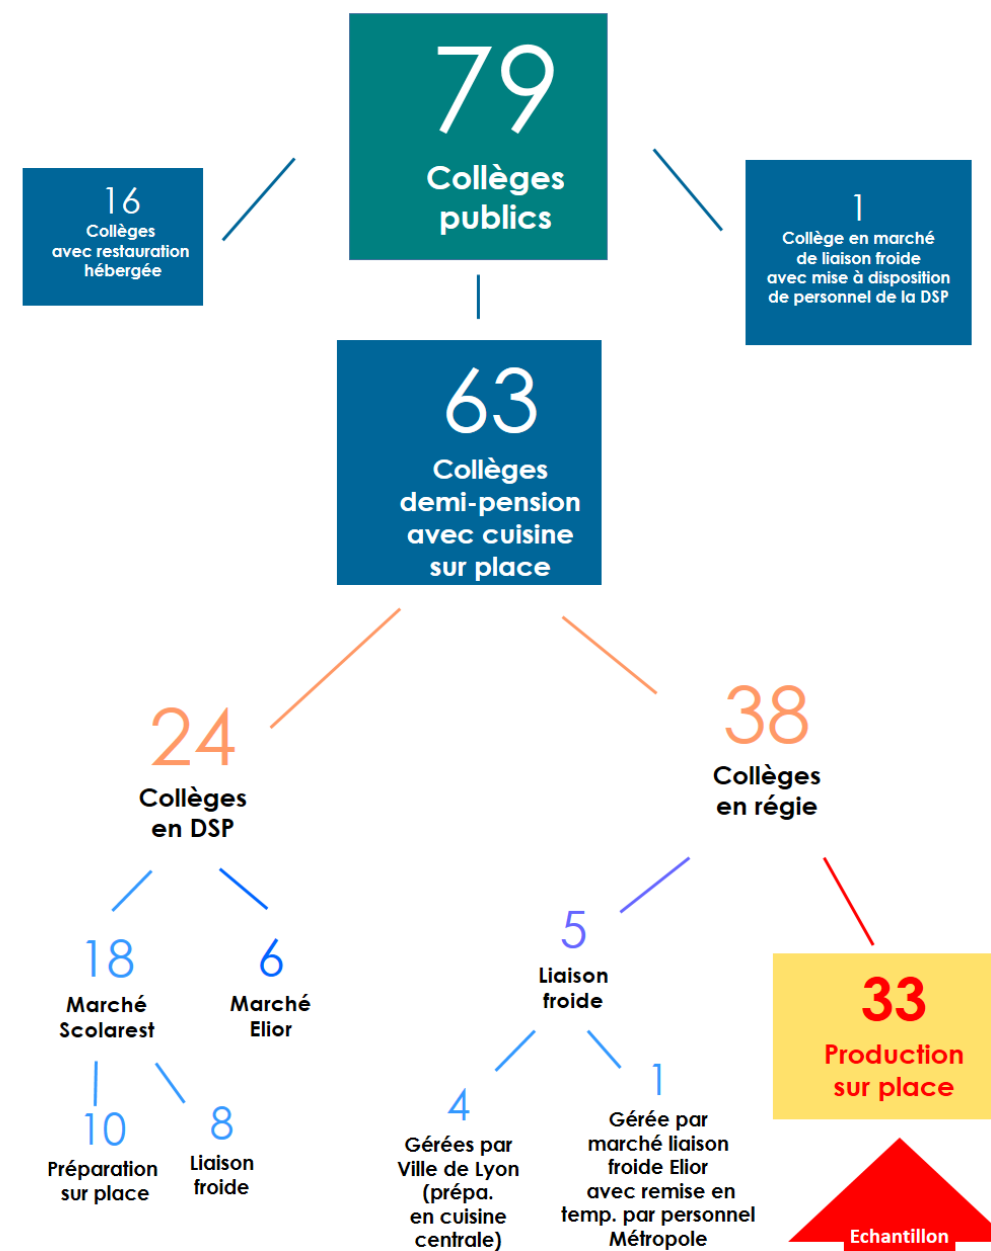 79
Collèges
publics
16
Collèges
avec restauration
hébergée
1
Collège en marché
de liaison froide
avec mise à disposition
de personnel de la DSP
63
Collèges
demi-pension
avec cuisine
sur place
24
Collèges
en DSP
38
Collèges
en régie
18
Marché
Scolarest
6
Marché
Elior
5
Liaison
froide
33
Production
sur place
10
Préparation
sur place
8
Liaison
froide
4
Gérées par
Ville de Lyon
(prépa.
en cuisine
centrale)
1
Gérée par
marché liaison
froide Elior
avec remise en
temp. par personnel
Métropole
Echantillon